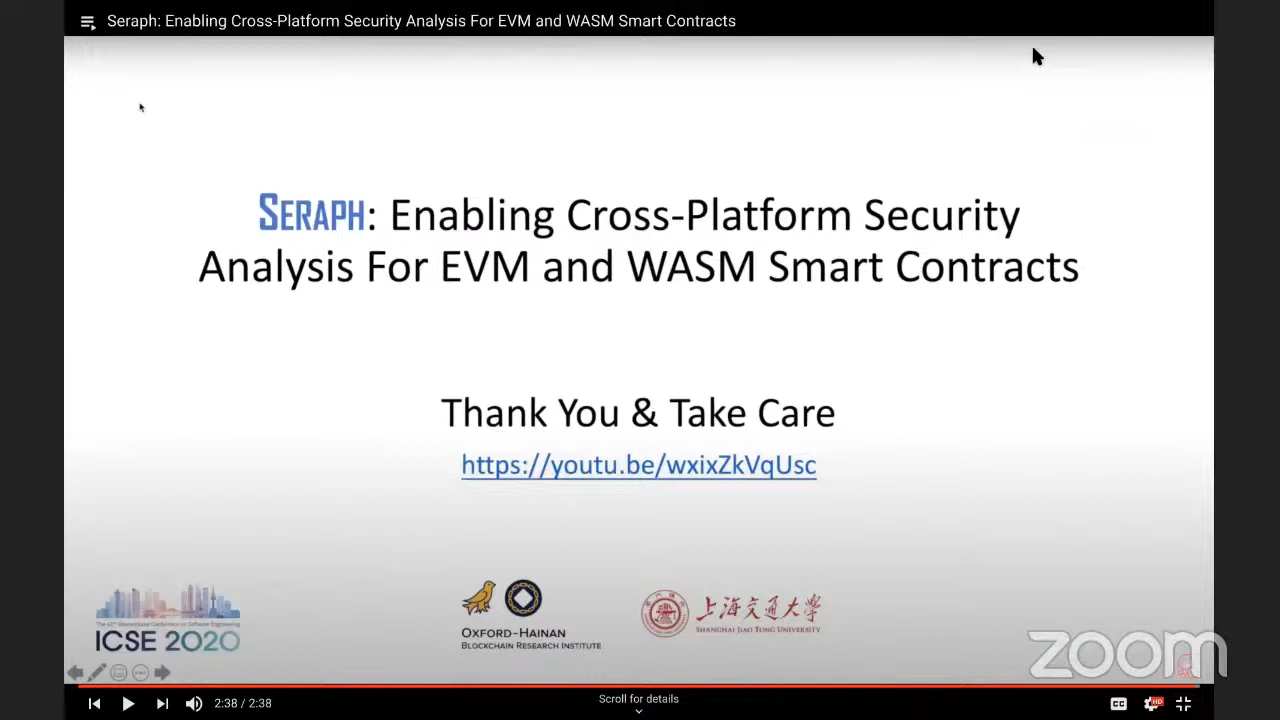 Seraph: Enabling Cross-Platform Security Analysis For EVM and WASM Smart Contracts
SERAPH: Enabling Cross-Platform Security
Analysis For EVM and WASM Smart Contracts
Thank You & Take Care
https://youtu.be/wxixZkVqUsc
ICSE 2020
OXFORD-HAINAN
BLOCKCHAIN RESEARCH INSTITUTE
上海交通大学
SHANGHAI JIAO TONG UNIVERSITY
zoom
2:38 / 2:38
Scroll for details
CC
HD